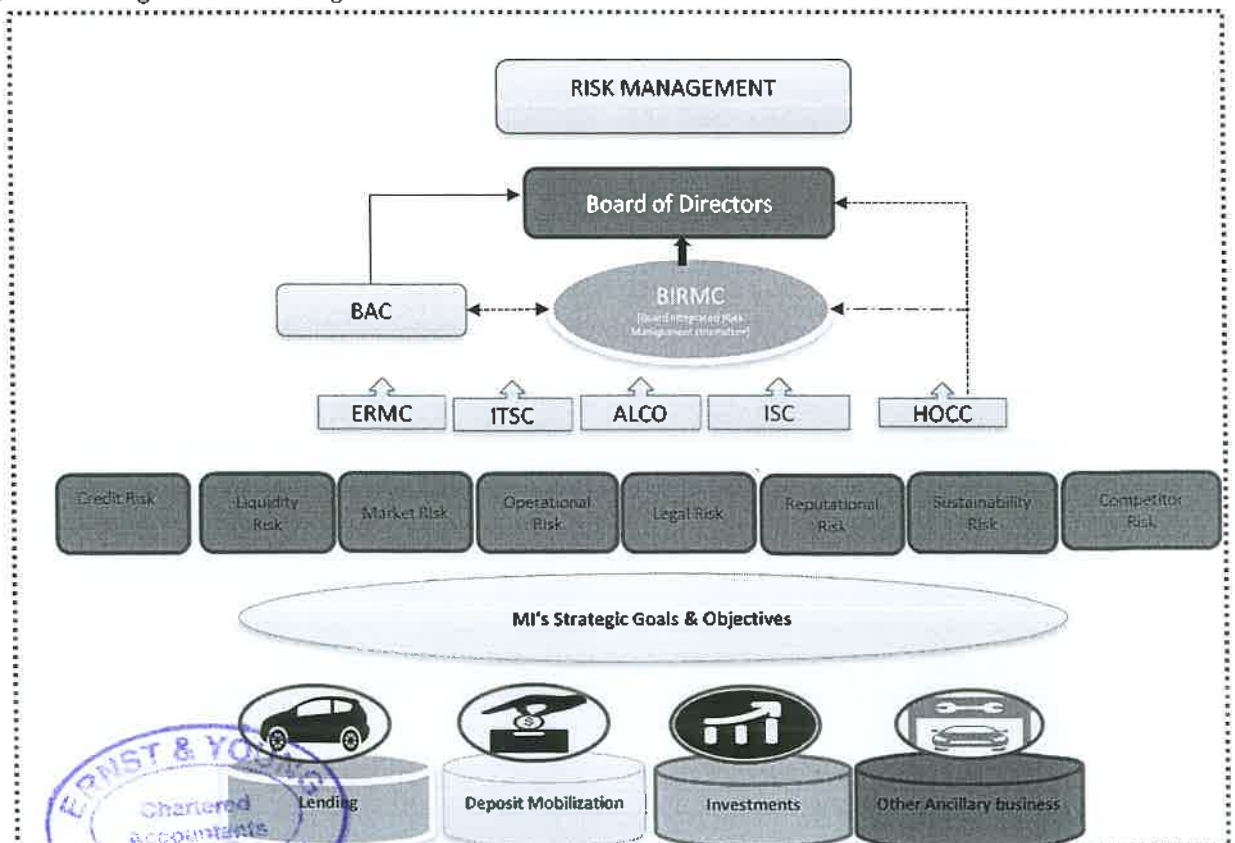 RISK MANAGEMENT
Board of Directors
BAC
BIRMC
[Board Integrated Risk
Management
ERMC
ITSC
ALCO
ISC
HOCC
Credit Risk
Liquidity
Risk
Market Risk
Operational
Risk
Legal Risk
Reputational
Risk
Sustainability
Risk
Competitor
Risk
MI's Strategic Goals & Objectives
$
Lending
Deposit Mobilization
Investments
Other Ancillary business
ERNST & YOUNG
Chartered
Accountants